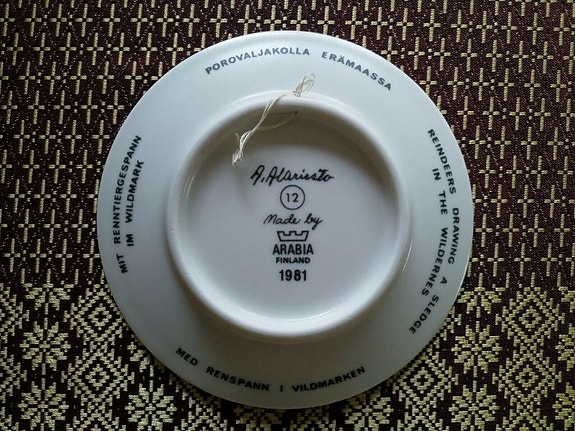 POROVALJAKOLLA ERÄMAASSA
REINDEERS DRAWING A SLEDGE
IN THE WILDERNES
MED RENSPANN I VILDMARKEN
MIT RENNTIERGESPANN
IM WILDMARK
A. Alariesto
12
Made by
ARABIA
FINLAND
1981